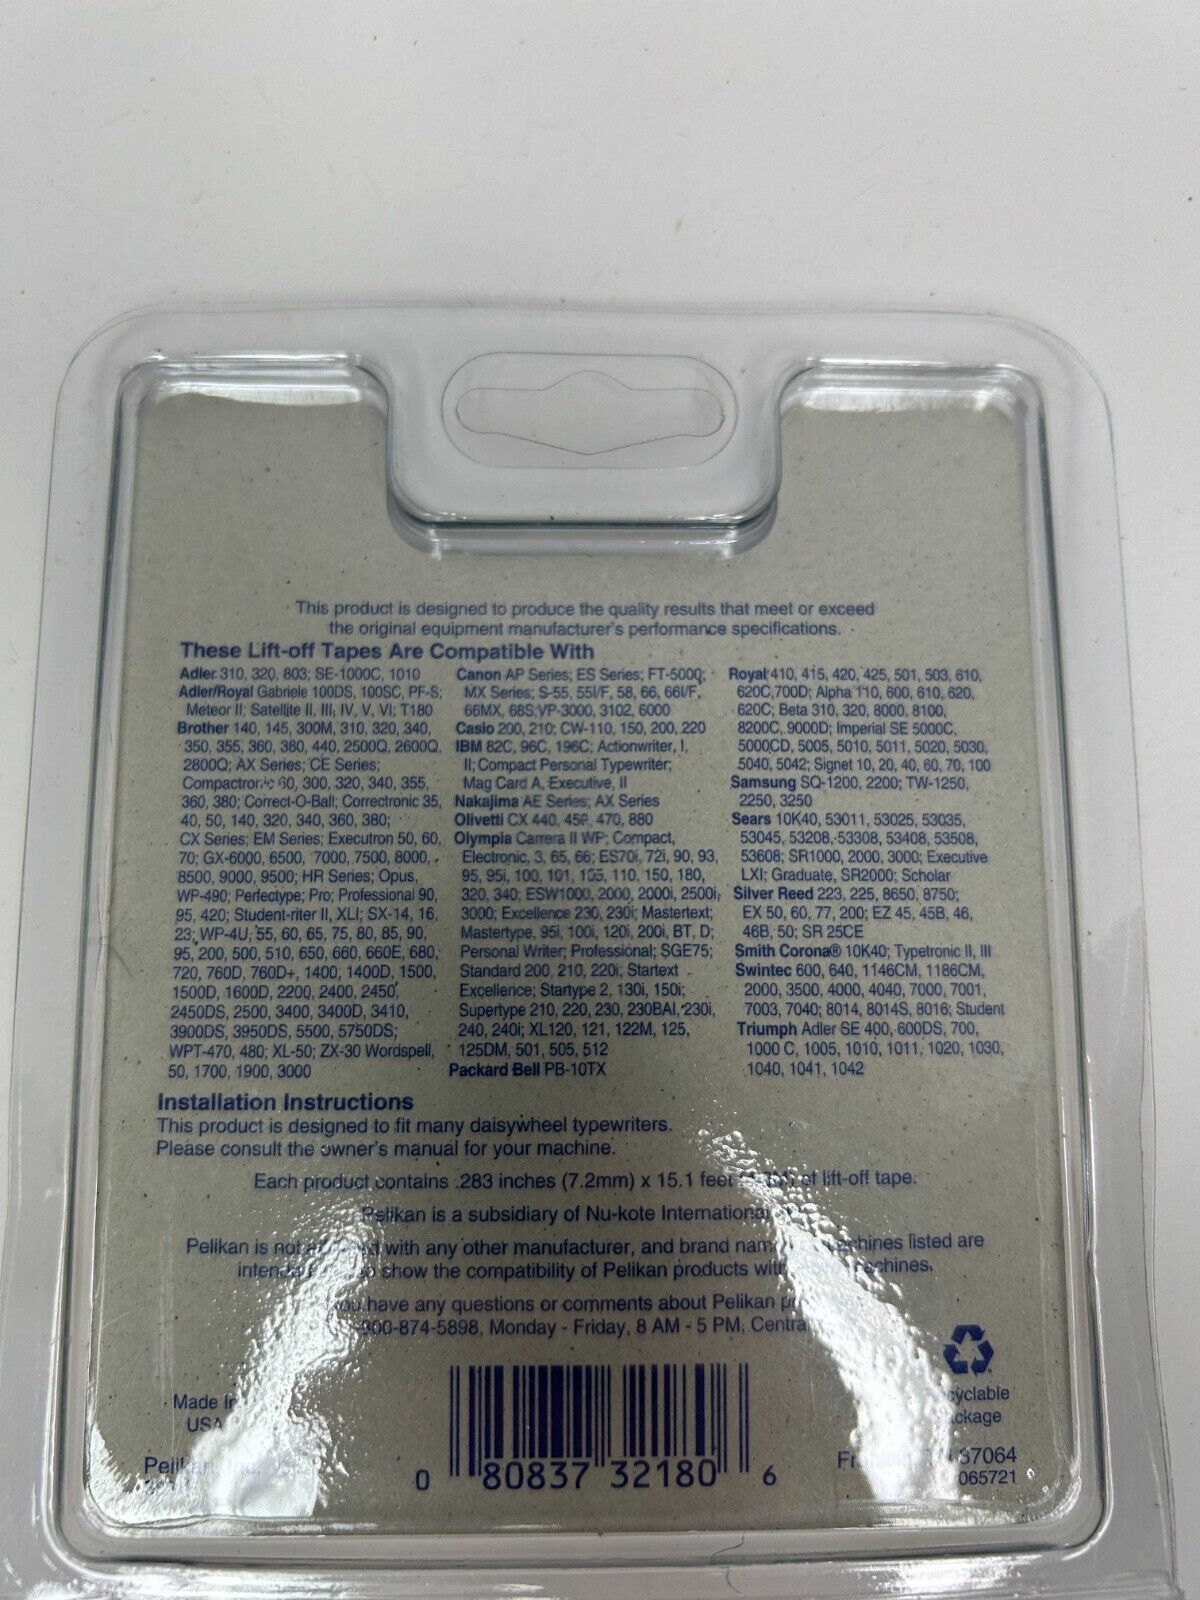 This product is designed to produce the quality results that meet or exceed
the original equipment manufacturer's performance specifications.
These Lift-off Tapes Are Compatible With
Adler 310, 320, 803; SE-1000C, 1010
Adler/Royal Gabriele 100DS, 100SC, PF-S;
Meteor II; Satellite II, III, IV, V, VI; T180
Brother 140, 145, 300M, 310, 320, 340,
350, 355, 360, 380, 440, 2500Q, 2600Q,
2800Q; AX Series; CE Series;
Compactronic 60, 300, 320, 340, 355,
360, 380; Correct-O-Ball; Correctronic 35,
40, 50, 140, 320, 340, 360, 380;
CX Series; EM Series; Executron 50, 60,
70; GX-6000, 6500, 7000, 7500, 8000,
8500, 9000, 9500; HR Series; Opus,
WP-490; Perfectype; Pro; Professional 90,
95, 420; Student-riter II, XLI; SX-14, 16,
23; WP-4U, 55, 60, 65, 75, 80, 85, 90,
95, 200, 500, 510, 650, 660, 660E, 680,
720, 760D, 760D+, 1400, 1400D, 1500,
1500D, 1600D, 2200, 2400, 2450,
2450DS, 2500, 3400, 3400D, 3410,
3900DS, 3950DS, 5500, 5750DS;
WPT-470, 480; XL-50; ZX-30 Wordspell,
50, 1700, 1900, 3000
Canon AP Series; ES Series; FT-5000;
MX Series; S-55, 55I/F, 58, 66, 66I/F,
66MX, 68S; VP-3000, 3102, 6000
Casio 200, 210; CW-110, 150, 200, 220
IBM 82C, 96C, 196C; Actionwriter, I,
II; Compact Personal Typewriter;
Mag Card A, Executive, II
Nakajima AE Series; AX Series
Olivetti CX 440, 450, 470, 880
Olympia Carrera II WP; Compact,
Electronic, 3, 65, 66; ES70i, 72i, 90, 93,
95, 95i, 100, 101, 105, 110, 150, 180,
320, 340; ESW1000, 2000, 2000i, 2500i,
3000; Excellence 230, 230i; Mastertext;
Mastertype, 95i, 100i, 120i, 200i, BT, D;
Personal Writer; Professional; SGE75;
Standard 200, 210, 220i; Startext
Excellence; Startype 2, 130i, 150i;
Supertype 210, 220, 230, 230BAI, 230i,
240, 240i; XL120, 121, 122M, 125,
125DM, 501, 505, 512
Packard Bell PB-10TX
Royal 410, 415, 420, 425, 501, 503, 610,
620C, 700D; Alpha 110, 600, 610, 620,
620C; Beta 310, 320, 8000, 8100,
8200C, 9000D; Imperial SE 5000C,
5000CD, 5005, 5010, 5011, 5020, 5030,
5040, 5042; Signet 10, 20, 40, 60, 70, 100
Samsung SQ-1200, 2200; TW-1250,
2250, 3250
Sears 10K40, 53011, 53025, 53035,
53045, 53208, 53308, 53408, 53508,
53608; SR1000, 2000, 3000; Executive
LXI; Graduate, SR2000; Scholar
Silver Reed 223, 225, 8650, 8750;
EX 50, 60, 77, 200; EZ 45, 45B, 46,
46B, 50; SR 25CE
Smith Corona® 10K40; Typetronic II, III
Swintec 600, 640, 1146CM, 1186CM,
2000, 3500, 4000, 4040, 7000, 7001,
7003, 7040; 8014, 8014S, 8016; Student
Triumph Adler SE 400, 600DS, 700,
1000 C, 1005, 1010, 1011, 1020, 1030,
1040, 1041, 1042
Installation Instructions
This product is designed to fit many daisywheel typewriters.
Please consult the owner's manual for your machine.
Each product contains .283 inches (7.2mm) x 15.1 feet of lift-off tape.
Pelikan is a subsidiary of Nu-kote International
Pelikan is not with any other manufacturer, and brand listed are
to show the compatibility of Pelikan products
you have any questions or comments about Pelikan
874-5898, Monday - Friday, 8 AM - 5 PM,
Made in
USA
Pelikan
0 80837 32180 6
37064
065721